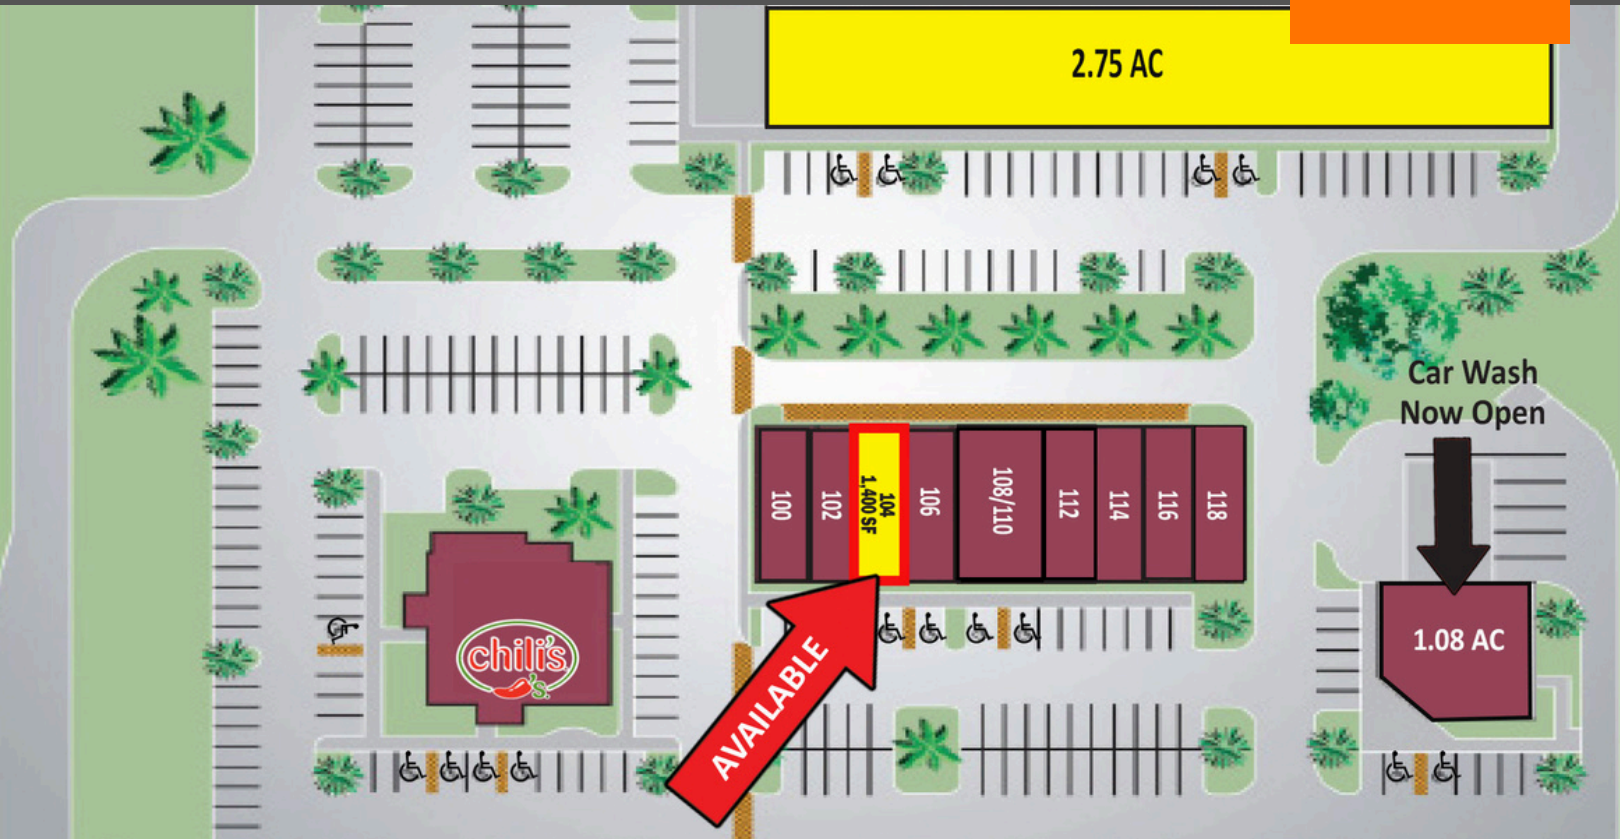 2.75 AC
Car Wash
Now Open
100
102
104
1,400 SF
106
108/110
112
114
116
118
chili's
's.
1.08 AC
AVAILABLE